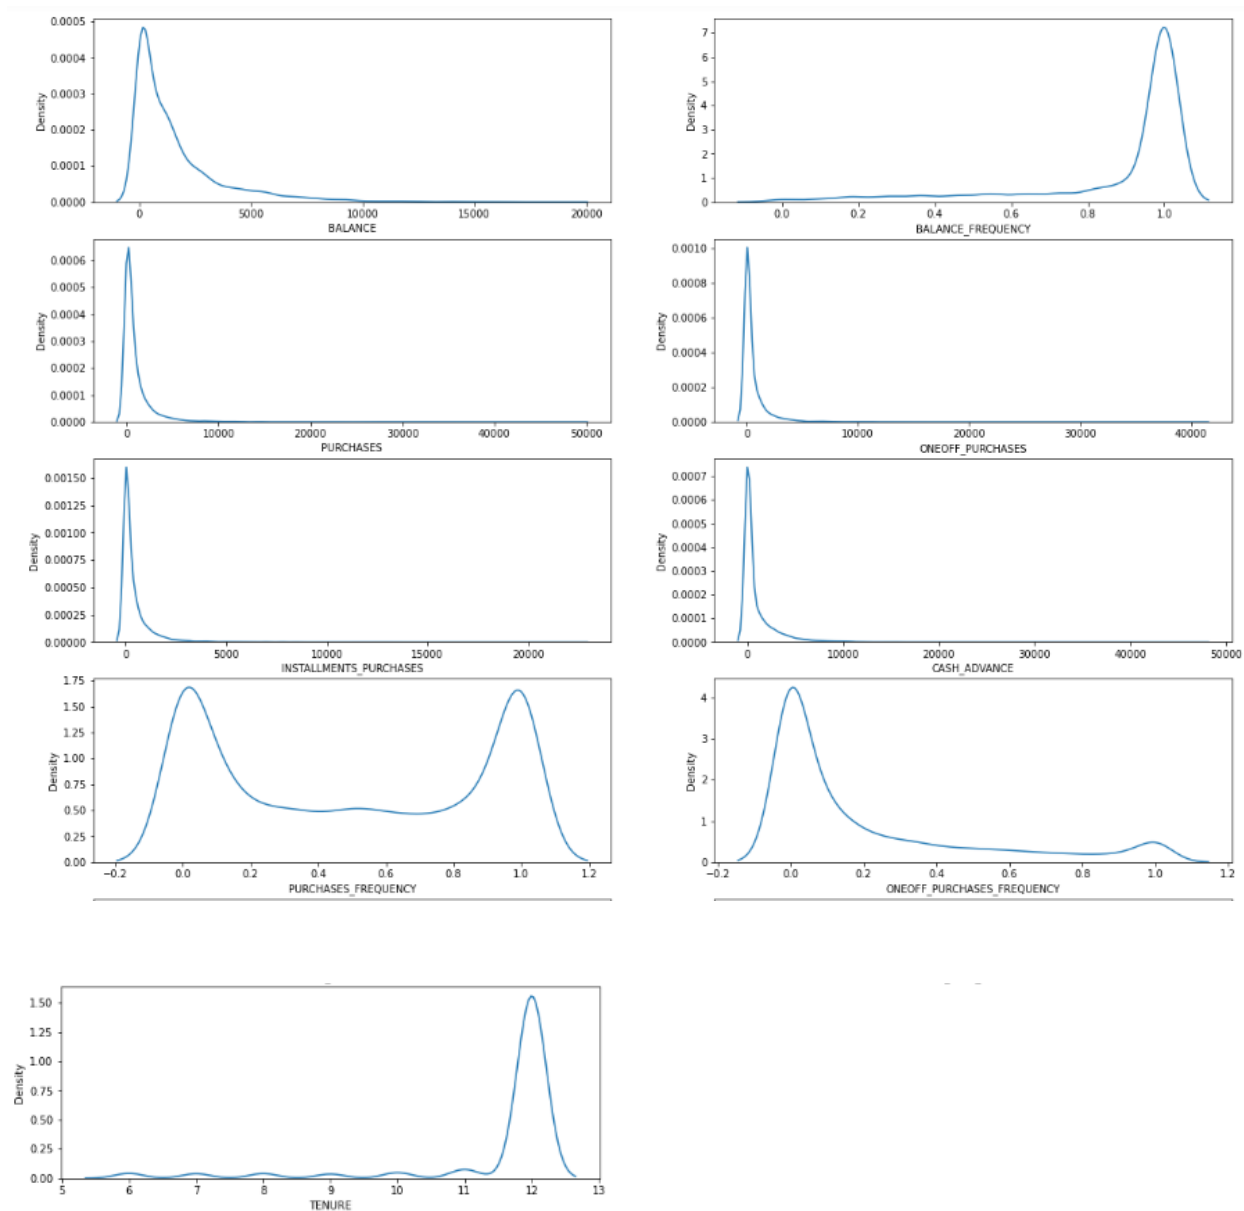 0.0005
0.0004
0.0003
0.0002
0.0001
0.0000
Density
0 5000 10000 15000 20000
BALANCE
7
6
5
4
3
2
1
0
Density
0.0 0.2 0.4 0.6 0.8 1.0
BALANCE_FREQUENCY
0.0006
0.0005
0.0004
0.0003
0.0002
0.0001
0.0000
Density
0 10000 20000 30000 40000 50000
PURCHASES
0.0010
0.0008
0.0006
0.0004
0.0002
0.0000
Density
0 10000 20000 30000 40000
ONEOFF_PURCHASES
0.00150
0.00125
0.00100
0.00075
0.00050
0.00025
0.00000
Density
0 5000 10000 15000 20000
INSTALLMENTS_PURCHASES
0.0007
0.0006
0.0005
0.0004
0.0003
0.0002
0.0001
0.0000
Density
0 10000 20000 30000 40000 50000
CASH_ADVANCE
1.75
1.50
1.25
1.00
0.75
0.50
0.25
0.00
Density
−0.2 0.0 0.2 0.4 0.6 0.8 1.0 1.2
PURCHASES_FREQUENCY
4
3
2
1
0
Density
−0.2 0.0 0.2 0.4 0.6 0.8 1.0 1.2
ONEOFF_PURCHASES_FREQUENCY
1.50
1.25
1.00
0.75
0.50
0.25
0.00
Density
5 6 7 8 9 10 11 12 13
TENURE